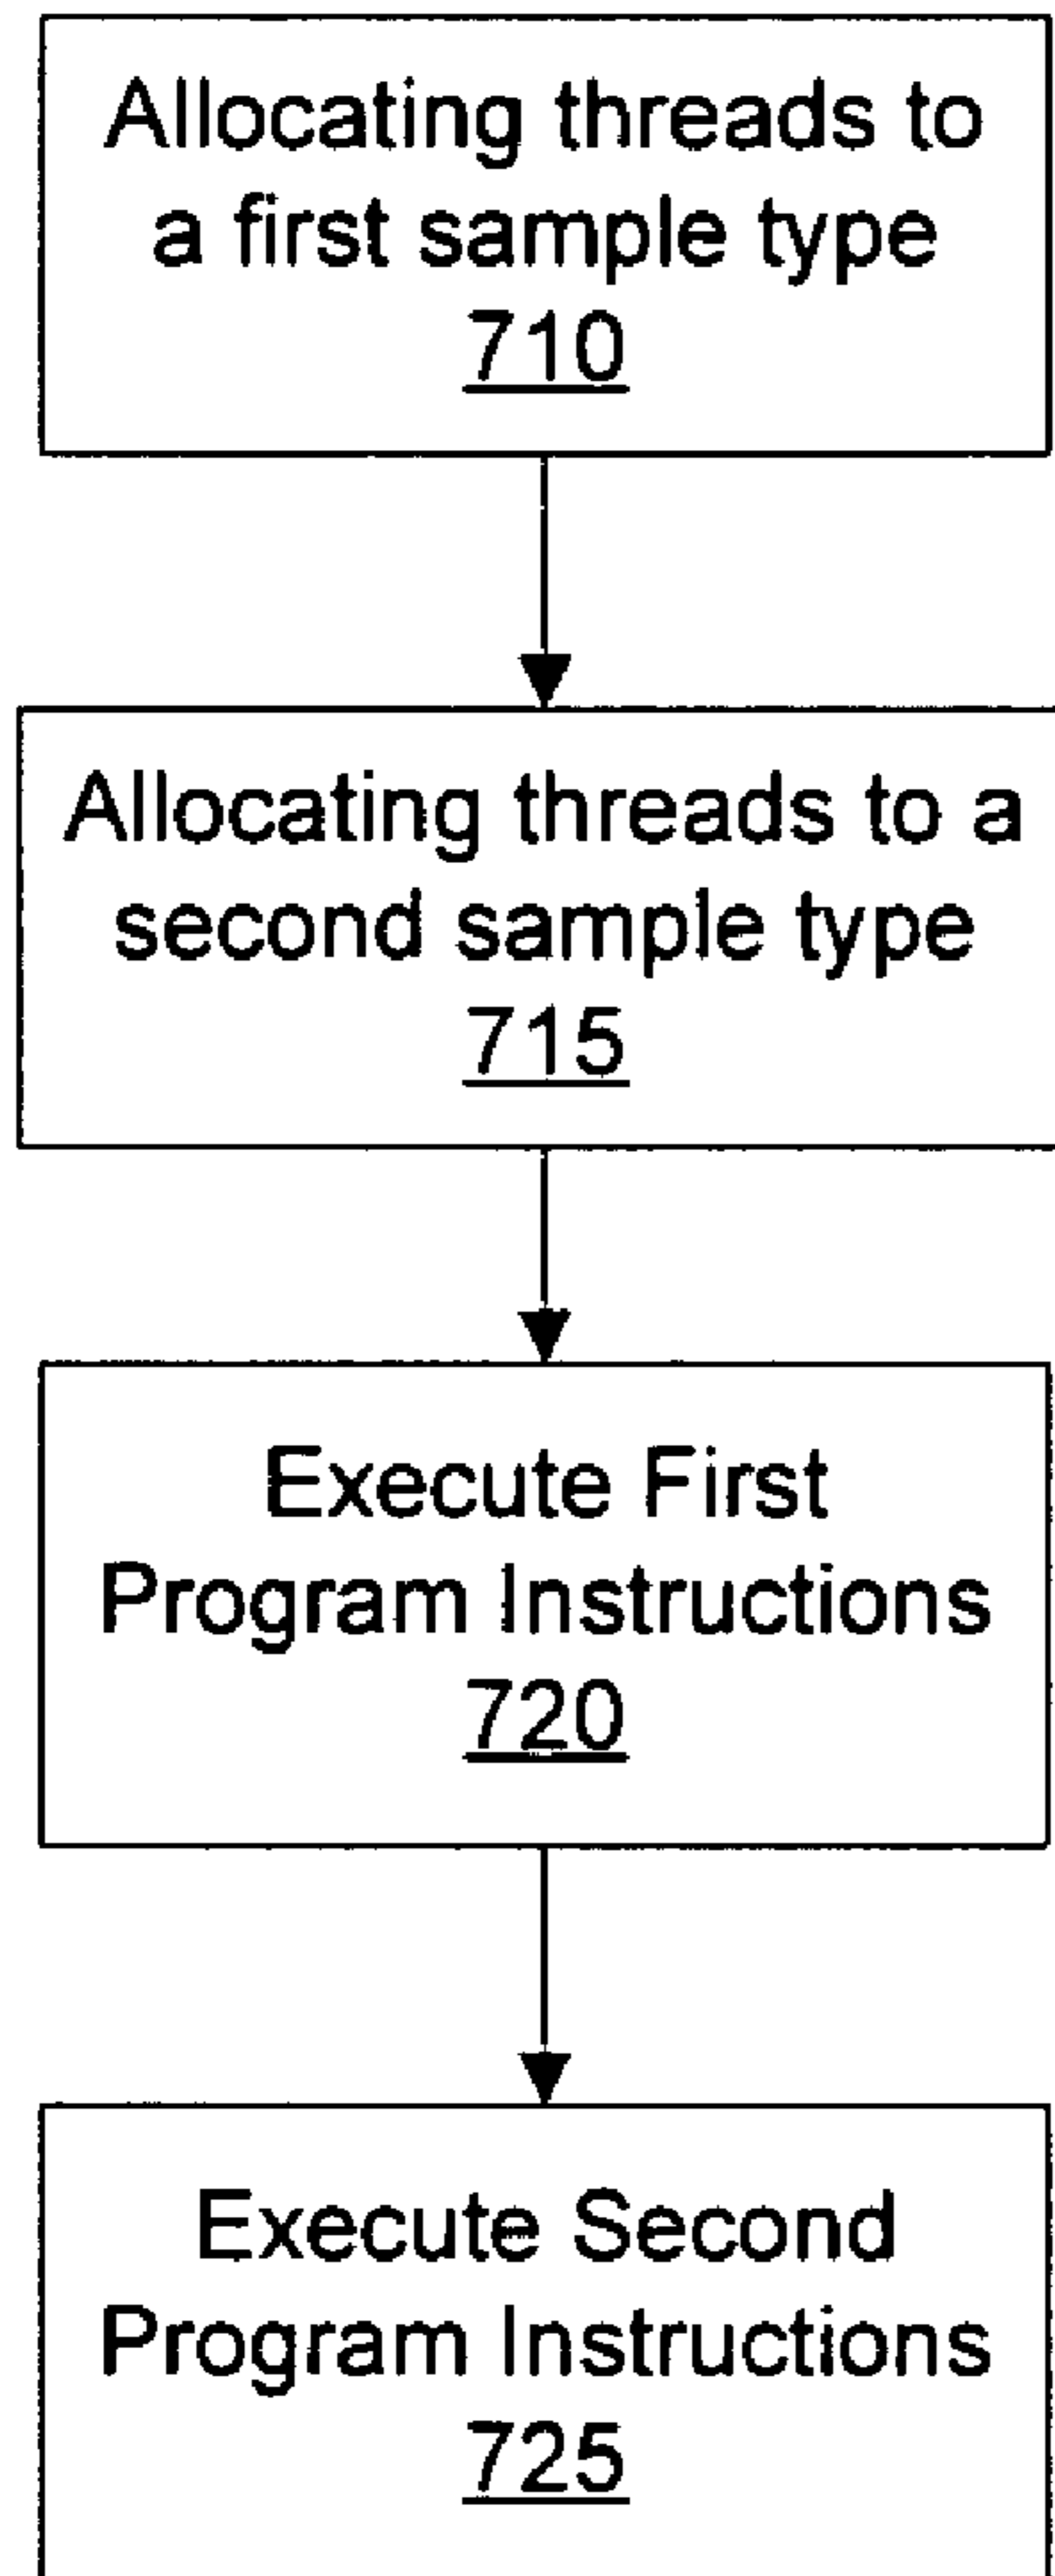 Allocating threads to
a first sample type
710
Allocating threads to a
second sample type
715
Execute First
Program Instructions
720
Execute Second
Program Instructions
725